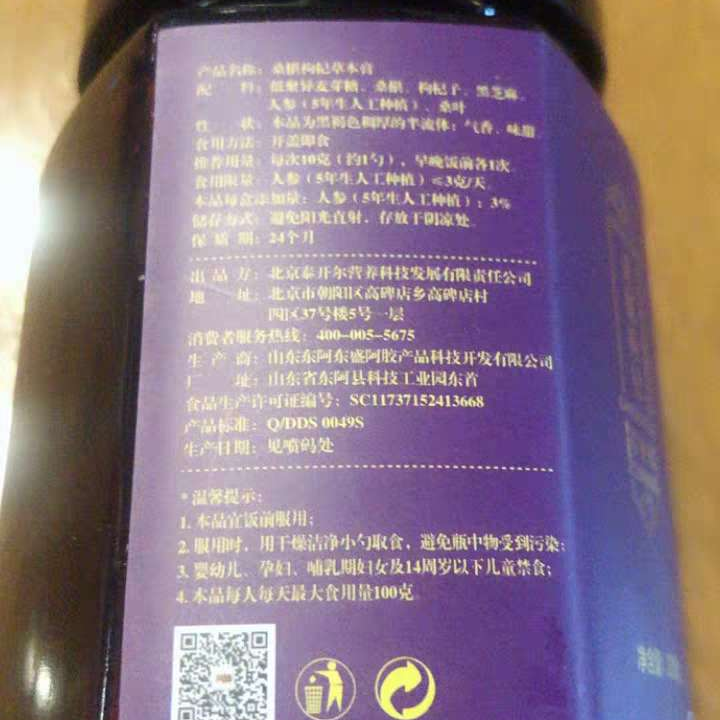 产品名称：桑椹枸杞草本膏
配 料：低聚异麦芽糖、桑椹、枸杞子、黑芝麻、
人参（5年生人工种植）、桑叶
性 状：本品为黑褐色稠厚的半流体；气香、味甜
食用方法：开盖即食
推荐用量：每次10克（约1勺），早晚饭前各1次
食用限量：人参（5年生人工种植）≤3克/天
本品每盒添加量：人参（5年生人工种植）：3%
储存方式：避免阳光直射，存放于阴凉处
保 质 期：24个月
出 品 方：北京泰开尔营养科技发展有限责任公司
地 址：北京市朝阳区高碑店乡高碑店村
四区37号楼5号一层
消费者服务热线：400-005-5675
生 产 商：山东东阿东盛阿胶产品科技开发有限公司
厂 址：山东省东阿县科技工业园东首
食品生产许可证编号：SC11737152413668
产品标准：Q/DDS 0049S
生产日期：见喷码处
*温馨提示：
1. 本品宜饭前服用；
2. 服用时，用干燥洁净小勺取食，避免瓶中物受到污染；
3. 婴幼儿、孕妇、哺乳期妇女及14周岁以下儿童禁食；
4. 本品每人每天最大食用量100克
净含量